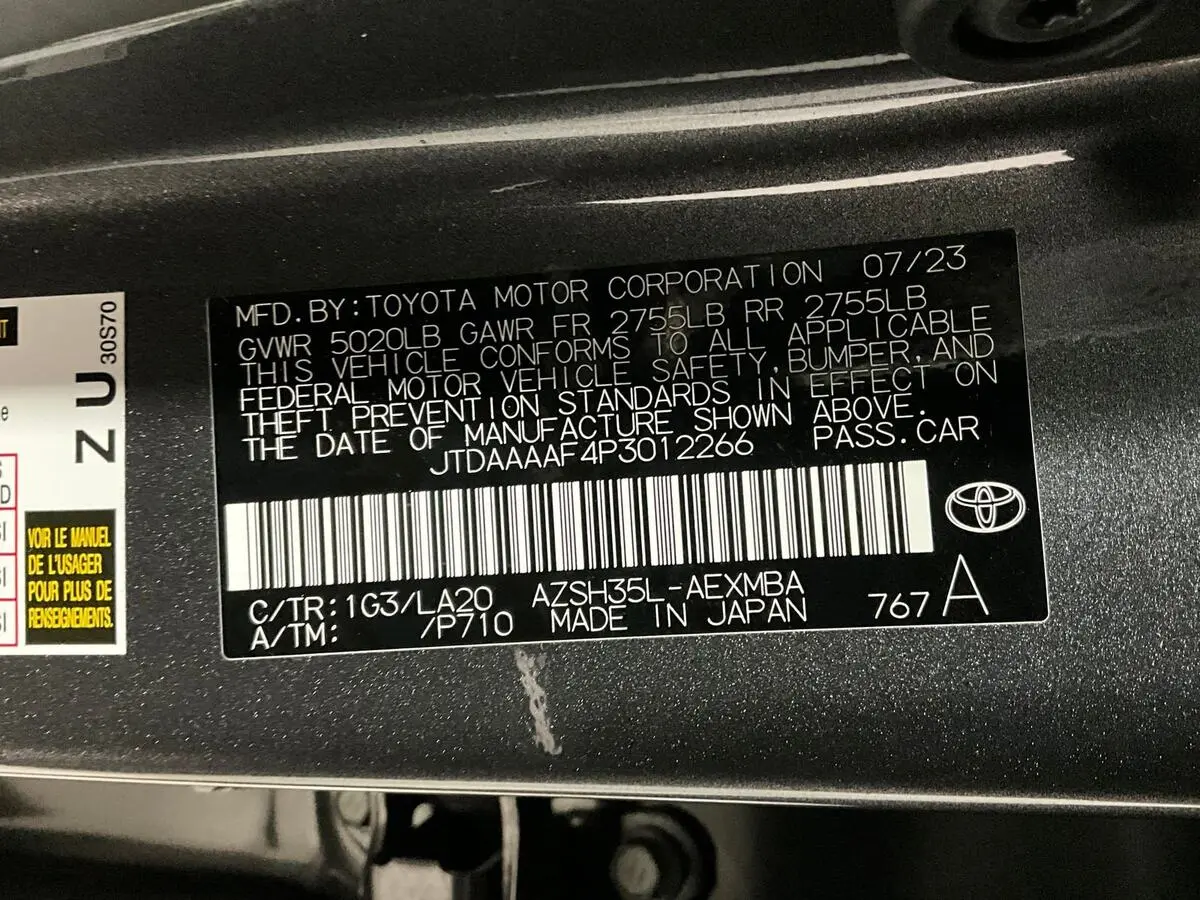 T
ZU 30S70
e
S
D
SI
SI
SI
VOIR LE MANUEL
DE L'USAGER
POUR PLUS DE
RENSEIGNEMENTS.
MFD. BY: TOYOTA MOTOR CORPORATION 07/23
GVWR 5020LB GAWR FR 2755LB RR 2755LB
THIS VEHICLE CONFORMS TO ALL APPLICABLE
FEDERAL MOTOR VEHICLE SAFETY, BUMPER, AND
THEFT PREVENTION STANDARDS IN EFFECT ON
THE DATE OF MANUFACTURE SHOWN ABOVE.
JTDAAAAF4P3012266 PASS. CAR
C/TR: 1G3/LA20 AZSH35L-AEXMBA
A/TM: /P710 MADE IN JAPAN 767 A